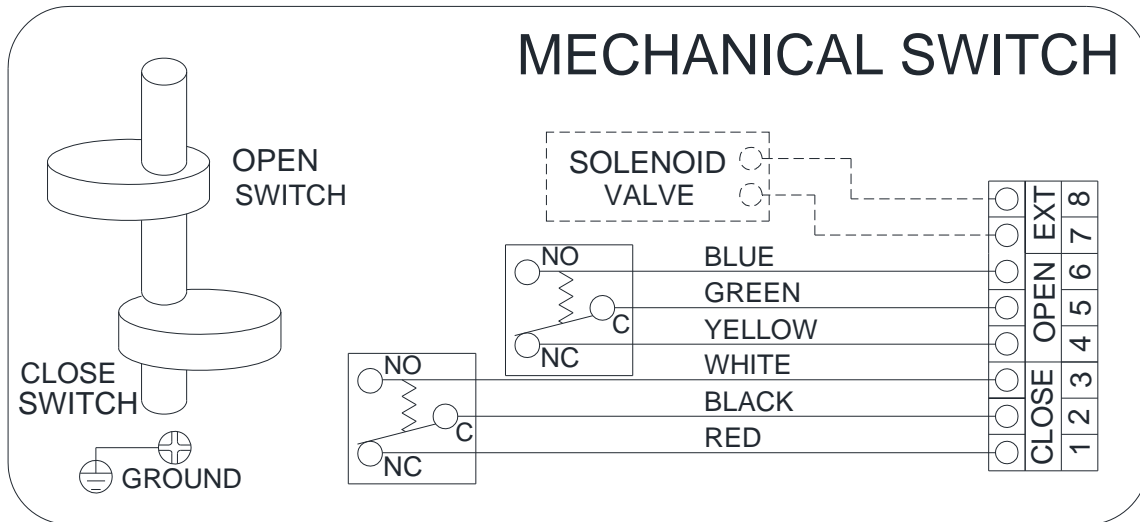 MECHANICAL SWITCH
OPEN
SWITCH
CLOSE
SWITCH
GROUND
SOLENOID
VALVE
NO
C
NC
NO
C
NC
BLUE
GREEN
YELLOW
WHITE
BLACK
RED
EXT
OPEN
CLOSE
8
7
6
5
4
3
2
1